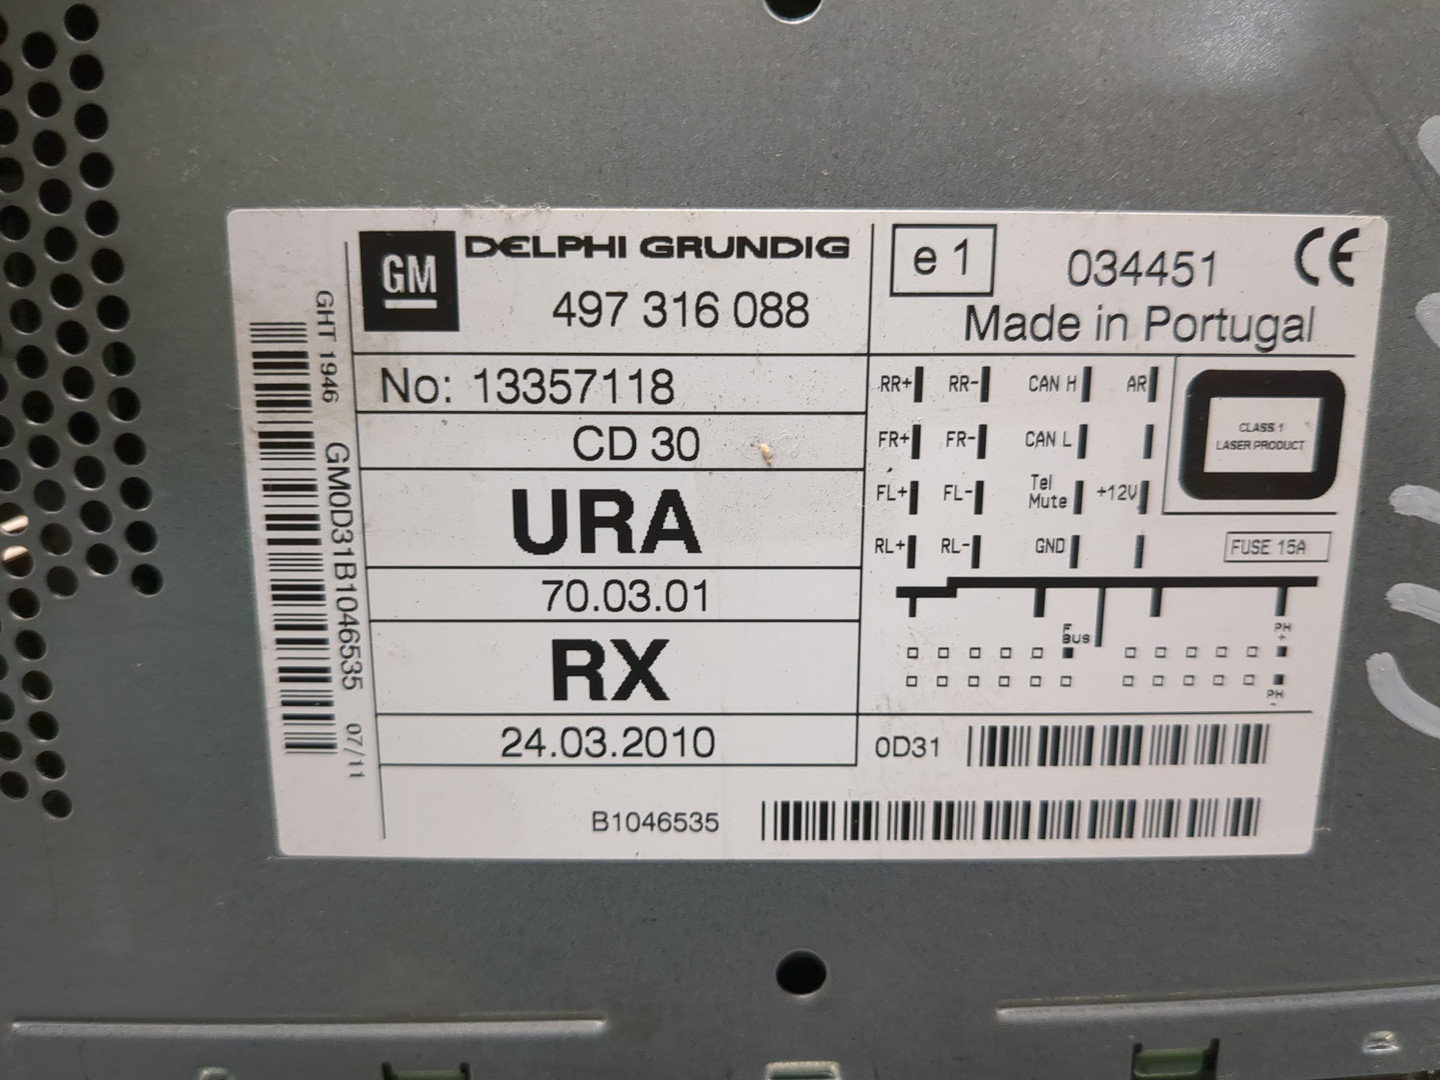 GM
DELPHI GRUNDIG
497 316 088
No: 13357118
CD 30
URA
70.03.01
RX
24.03.2010
e1
034451
CE
Made in Portugal
RR+ RR- CAN H AR
FR+ FR- CAN L
FL+ FL- Tel Mute +12V
RL+ RL- GND
CLASS 1
LASER PRODUCT
FUSE 15A
F BUS
PH +
PH -
0D31
B1046535
GHT 1946 GM0D31B1046535 07/11